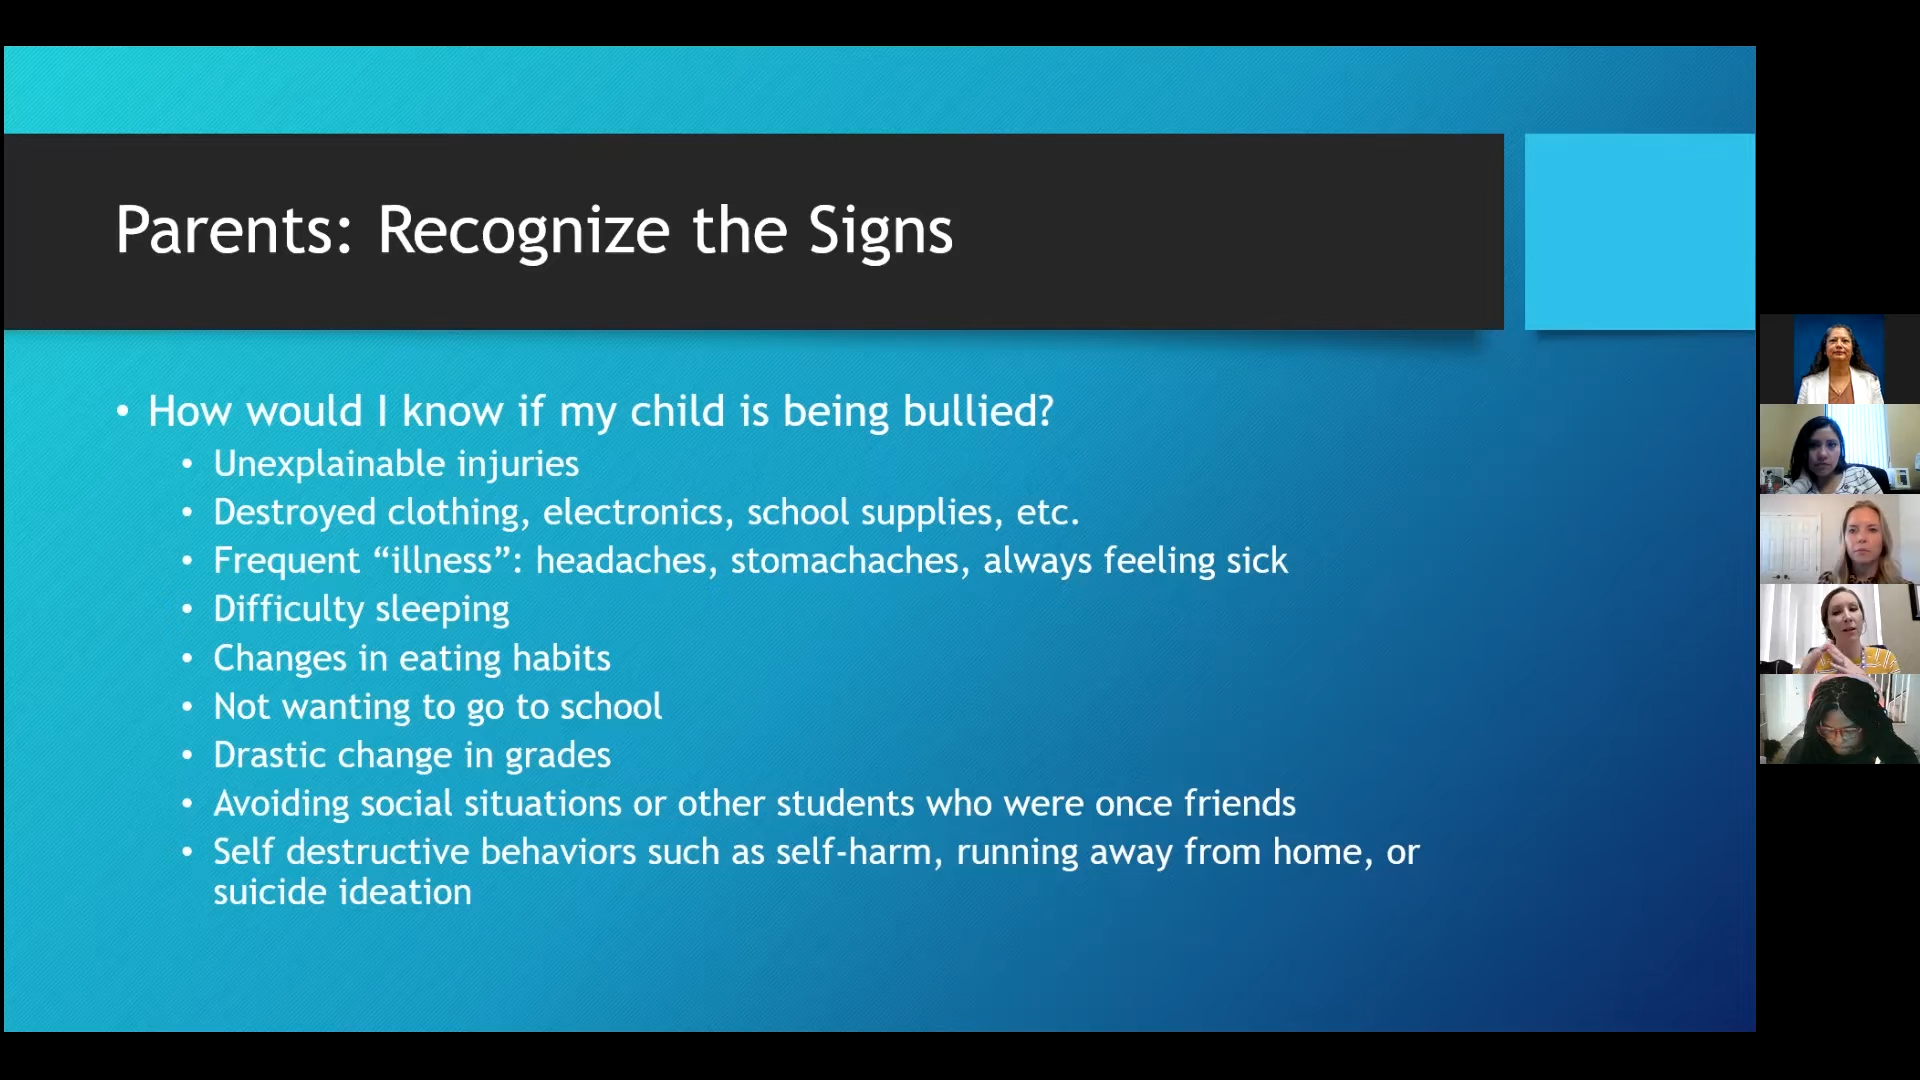 Parents: Recognize the Signs
• How would I know if my child is being bullied?
• Unexplainable injuries
• Destroyed clothing, electronics, school supplies, etc.
• Frequent “illness”: headaches, stomachaches, always feeling sick
• Difficulty sleeping
• Changes in eating habits
• Not wanting to go to school
• Drastic change in grades
• Avoiding social situations or other students who were once friends
• Self destructive behaviors such as self-harm, running away from home, or
suicide ideation